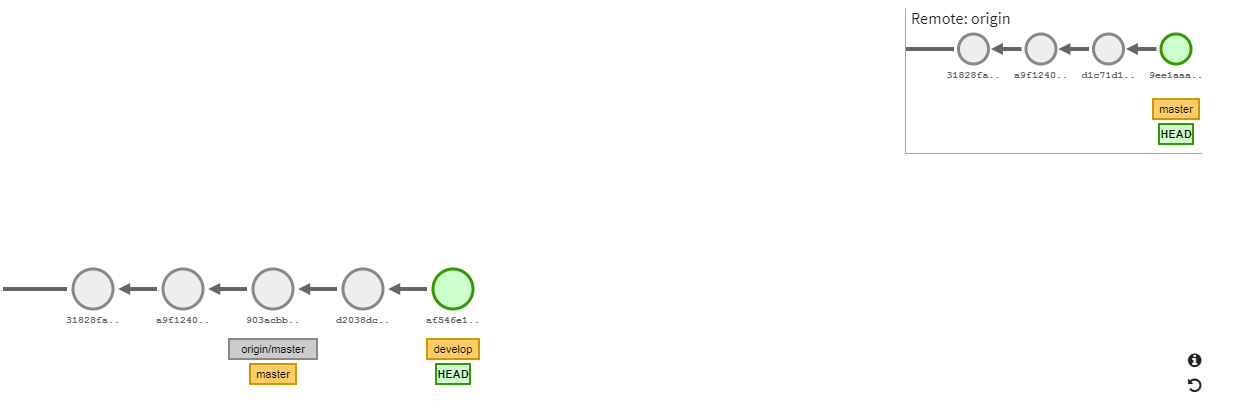 Remote: origin
31828fa.. a9f1240.. d1c71d1.. 9ee1aaa..
master
HEAD
31828fa.. a9f1240.. 903acbb.. d2038dc.. af546e1..
origin/master develop
master HEAD